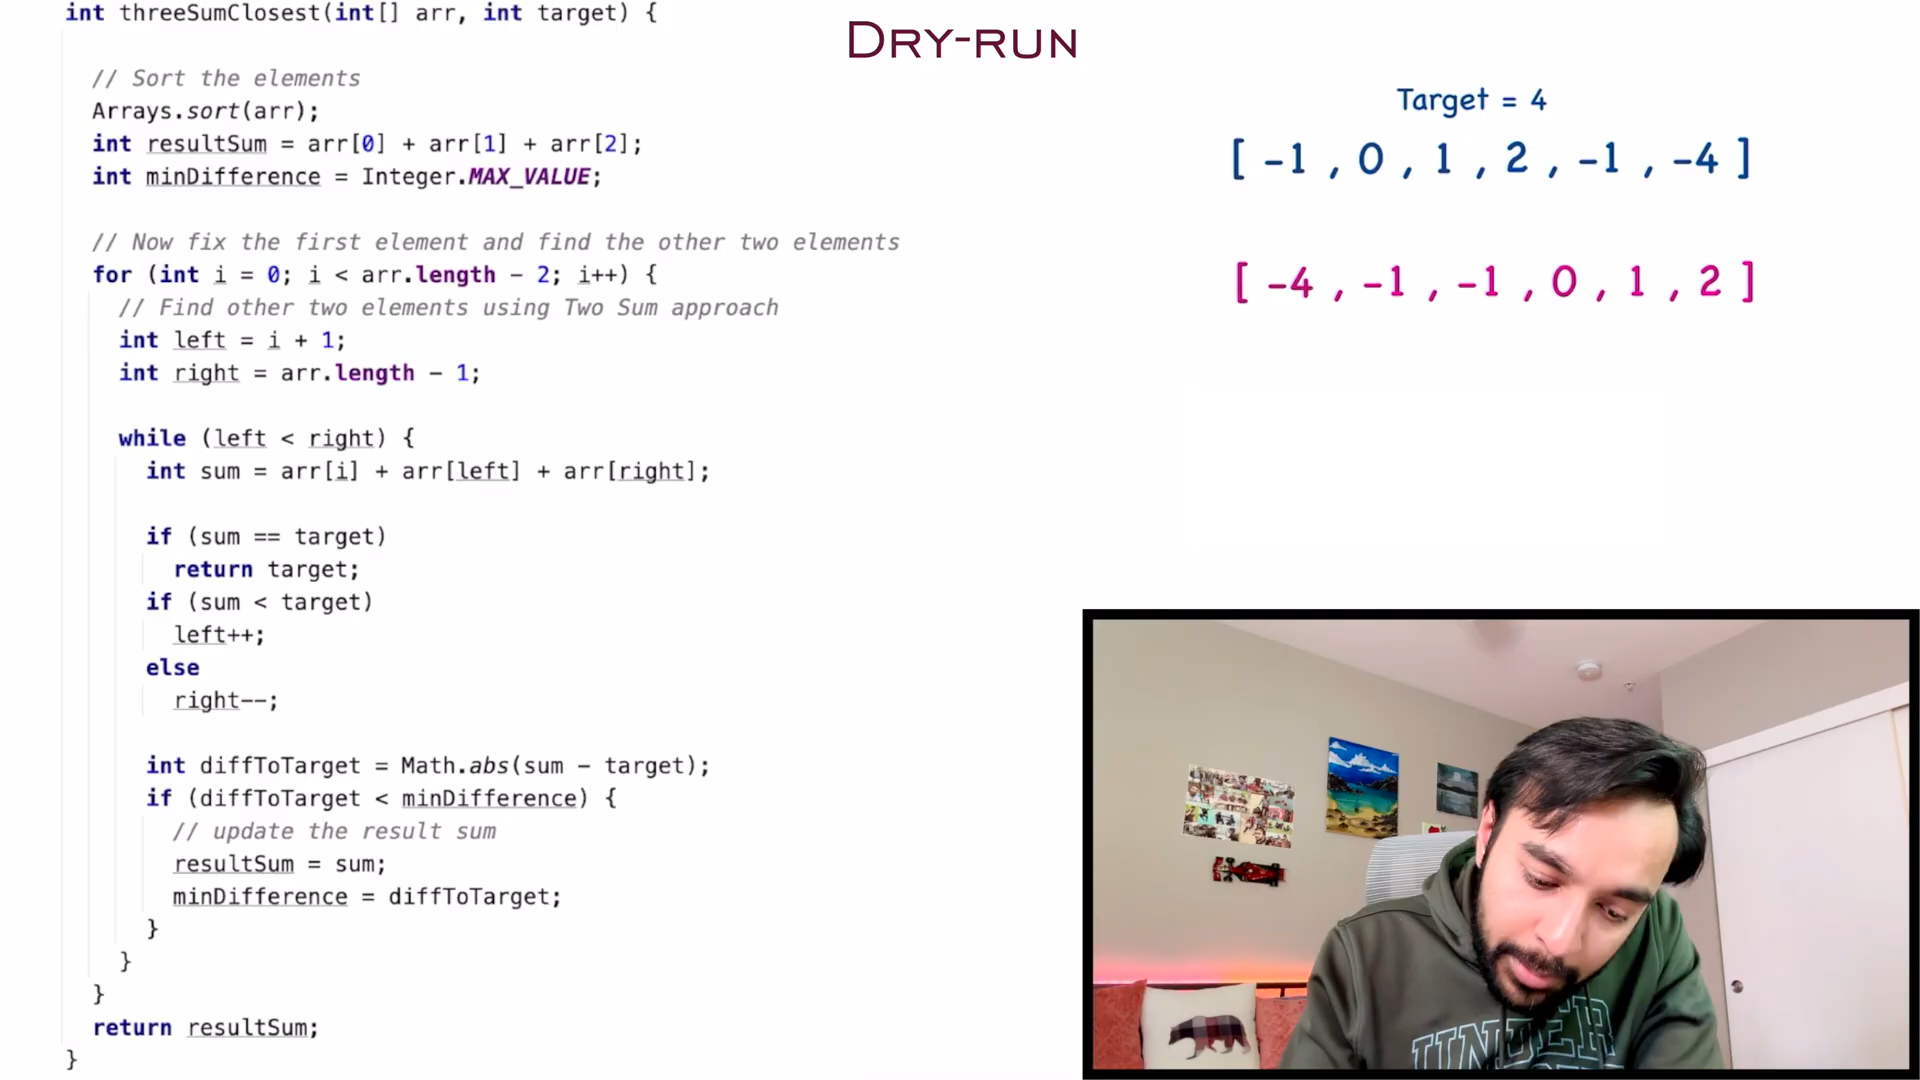 int threeSumClosest(int[] arr, int target) {
DRY-RUN
// Sort the elements
Arrays.sort(arr);
int resultSum = arr[0] + arr[1] + arr[2];
int minDifference = Integer.MAX_VALUE;
// Now fix the first element and find the other two elements
for (int i = 0; i < arr.length - 2; i++) {
// Find other two elements using Two Sum approach
int left = i + 1;
int right = arr.length - 1;
while (left < right) {
int sum = arr[i] + arr[left] + arr[right];
if (sum == target)
return target;
if (sum < target)
left++;
else
right--;
int diffToTarget = Math.abs(sum - target);
if (diffToTarget < minDifference) {
// update the result sum
resultSum = sum;
minDifference = diffToTarget;
}
}
}
return resultSum;
}
Target = 4
[ -1 , 0 , 1 , 2 , -1 , -4 ]
[ -4 , -1 , -1 , 0 , 1 , 2 ]
UNDER